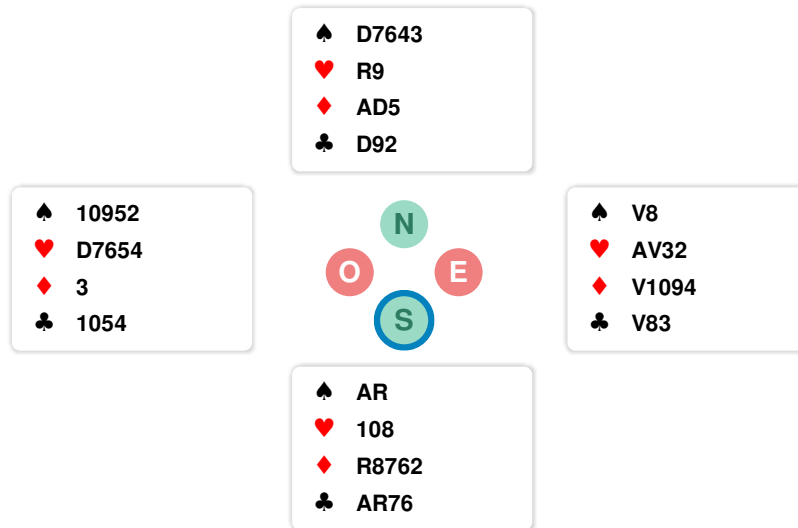 ♠ D7643
♥ R9
♦ AD5
♣ D92
♠ 10952
♥ D7654
♦ 3
♣ 1054
N
O E
S
♠ V8
♥ AV32
♦ V1094
♣ V83
♠ AR
♥ 108
♦ R8762
♣ AR76